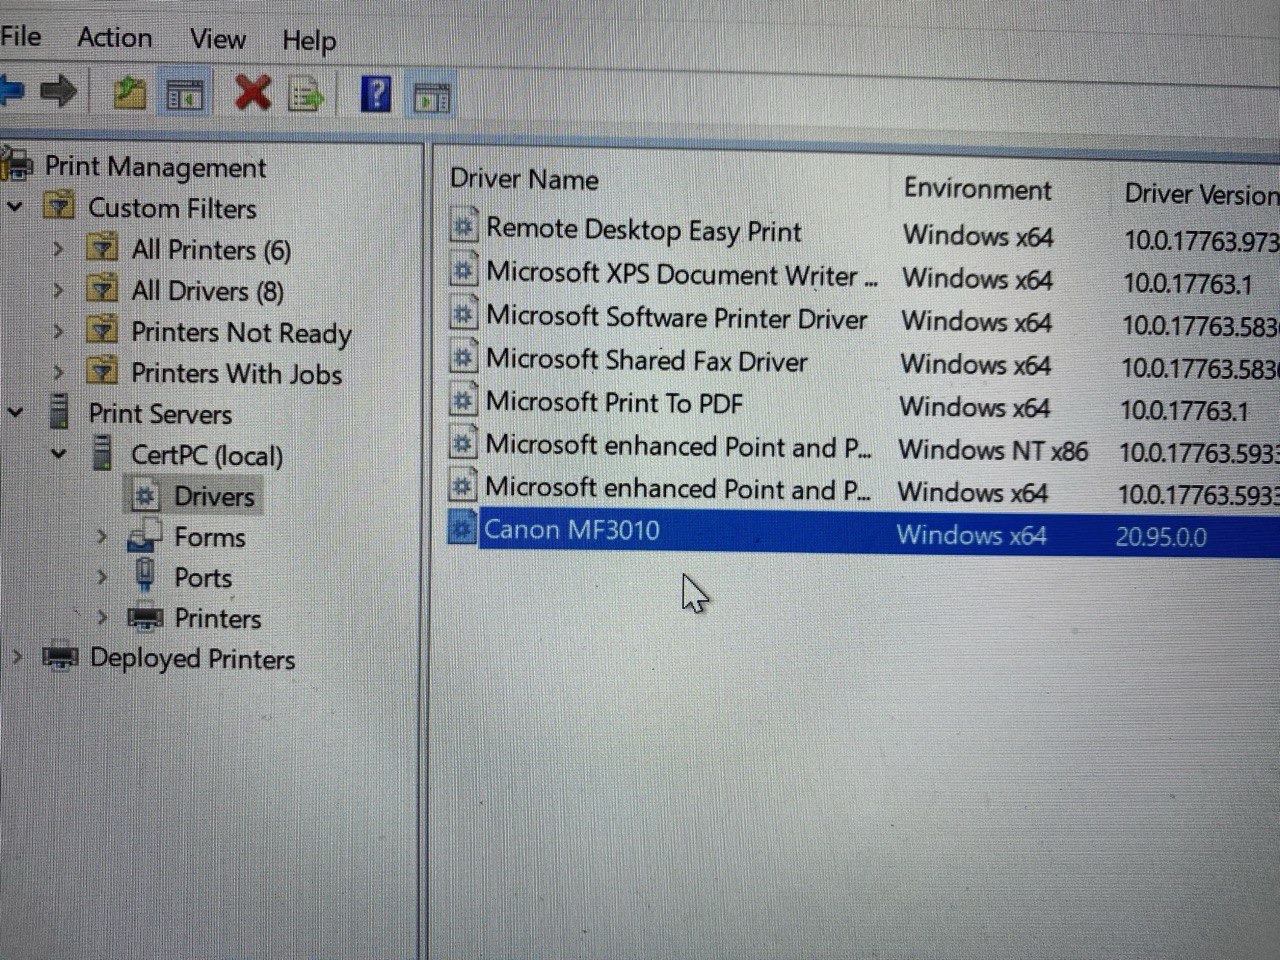 File Action View Help
Print Management
Custom Filters
All Printers (6)
All Drivers (8)
Printers Not Ready
Printers With Jobs
Print Servers
CertPC (local)
Drivers
Forms
Ports
Printers
Deployed Printers
Driver Name Environment Driver Version
Remote Desktop Easy Print Windows x64 10.0.17763.973
Microsoft XPS Document Writer ... Windows x64 10.0.17763.1
Microsoft Software Printer Driver Windows x64 10.0.17763.583
Microsoft Shared Fax Driver Windows x64 10.0.17763.583
Microsoft Print To PDF Windows x64 10.0.17763.1
Microsoft enhanced Point and P... Windows NT x86 10.0.17763.593
Microsoft enhanced Point and P... Windows x64 10.0.17763.593
Canon MF3010 Windows x64 20.95.0.0